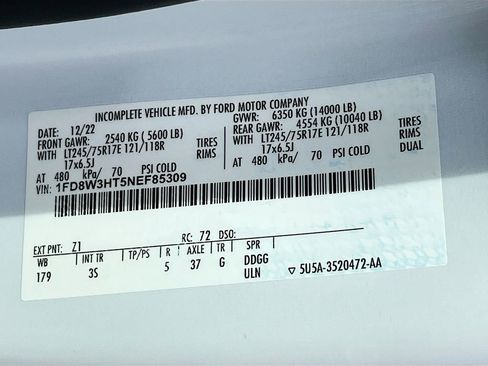 INCOMPLETE VEHICLE MFD. BY FORD MOTOR COMPANY
DATE: 12/22 GVWR: 6350 KG (14000 LB)
FRONT GAWR: 2540 KG (5600 LB) REAR GAWR: 4554 KG (10040 LB)
WITH LT245/75R17E 121/118R TIRES WITH LT245/75R17E 121/118R TIRES
17x6.5J RIMS 17x6.5J RIMS
AT 480 kPa/ 70 PSI COLD AT 480 kPa/ 70 PSI COLD DUAL
VIN: 1FD8W3HT5NEF85309
EXT PNT: Z1 RC: 72 DSO:
WB INT TR TP/PS R AXLE TR SPR
179 3S 5 37 G DDGG
ULN ▽ 5U5A-3520472-AA